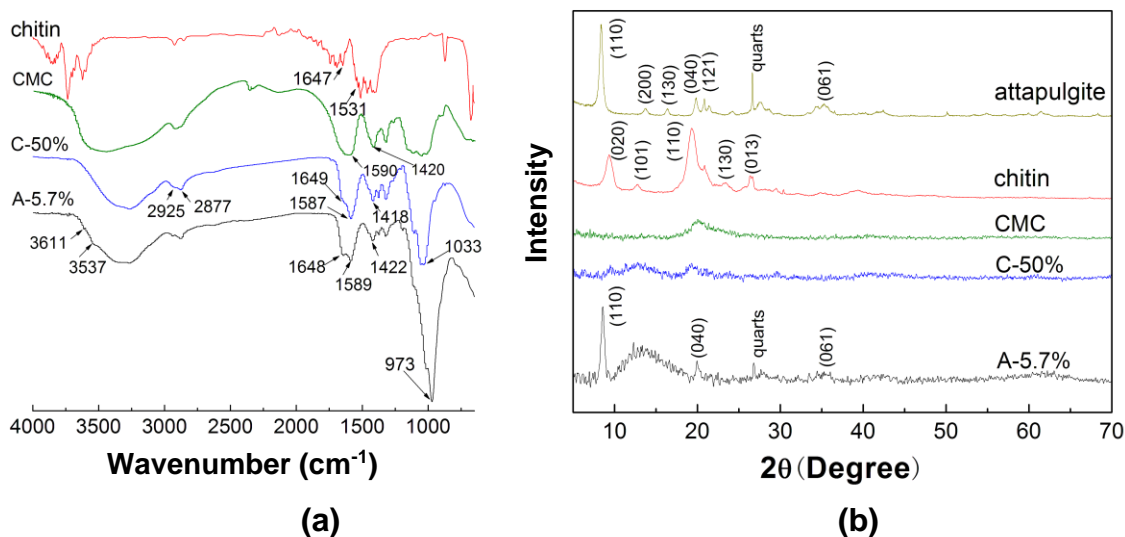 chitin
CMC
C-50%
A-5.7%
1647
1531
1590
1420
2925
2877
1649
1587
1418
3611
3537
1648
1589
1422
1033
973
4000 3500 3000 2500 2000 1500 1000
Wavenumber (cm⁻¹)
(a)
Intensity
(110)
(200)
(130)
(040)
(121)
quarts
(061)
attapulgite
(020)
(101)
(110)
(130)
(013)
chitin
CMC
C-50%
(110)
(040)
quarts
(061)
A-5.7%
10 20 30 40 50 60 70
2θ(Degree)
(b)